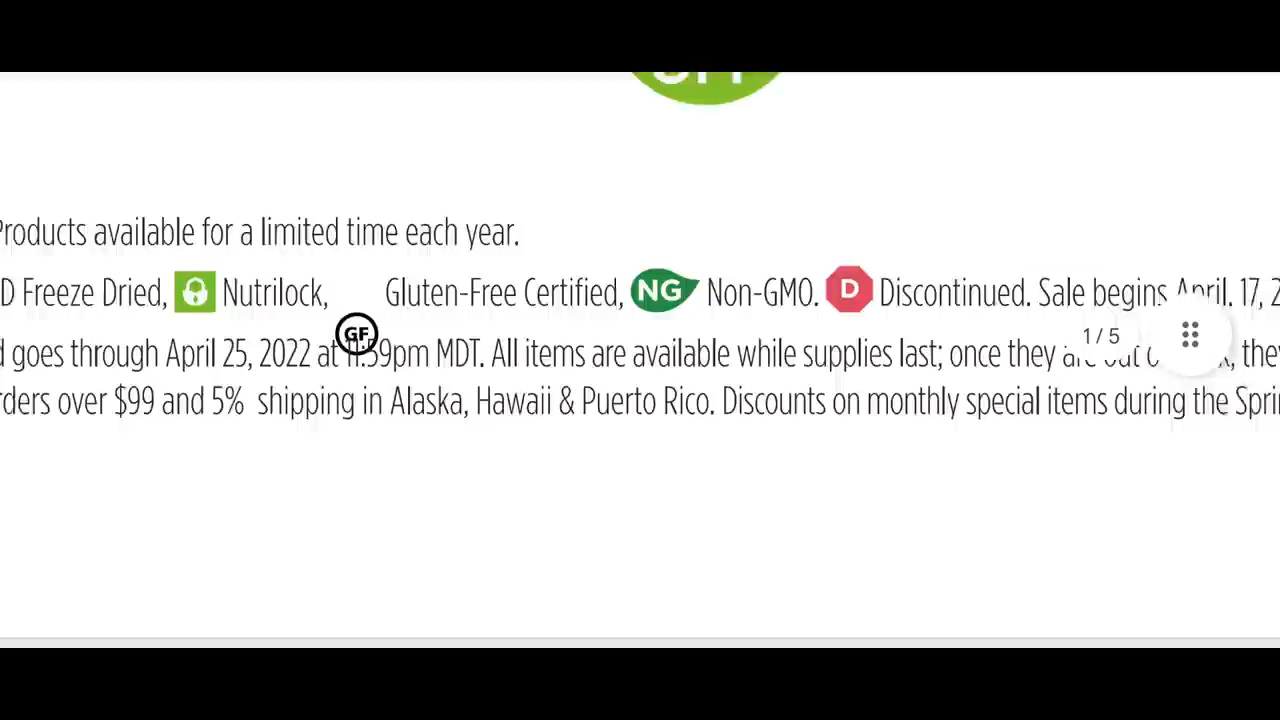 Products available for a limited time each year.
D Freeze Dried, Nutrilock, GF Gluten-Free Certified, NG Non-GMO. D Discontinued. Sale begins April. 17, 2
d goes through April 25, 2022 at 11:59pm MDT. All items are available while supplies last; once they are out o
1/5
rders over $99 and 5% shipping in Alaska, Hawaii & Puerto Rico. Discounts on monthly special items during the Spri